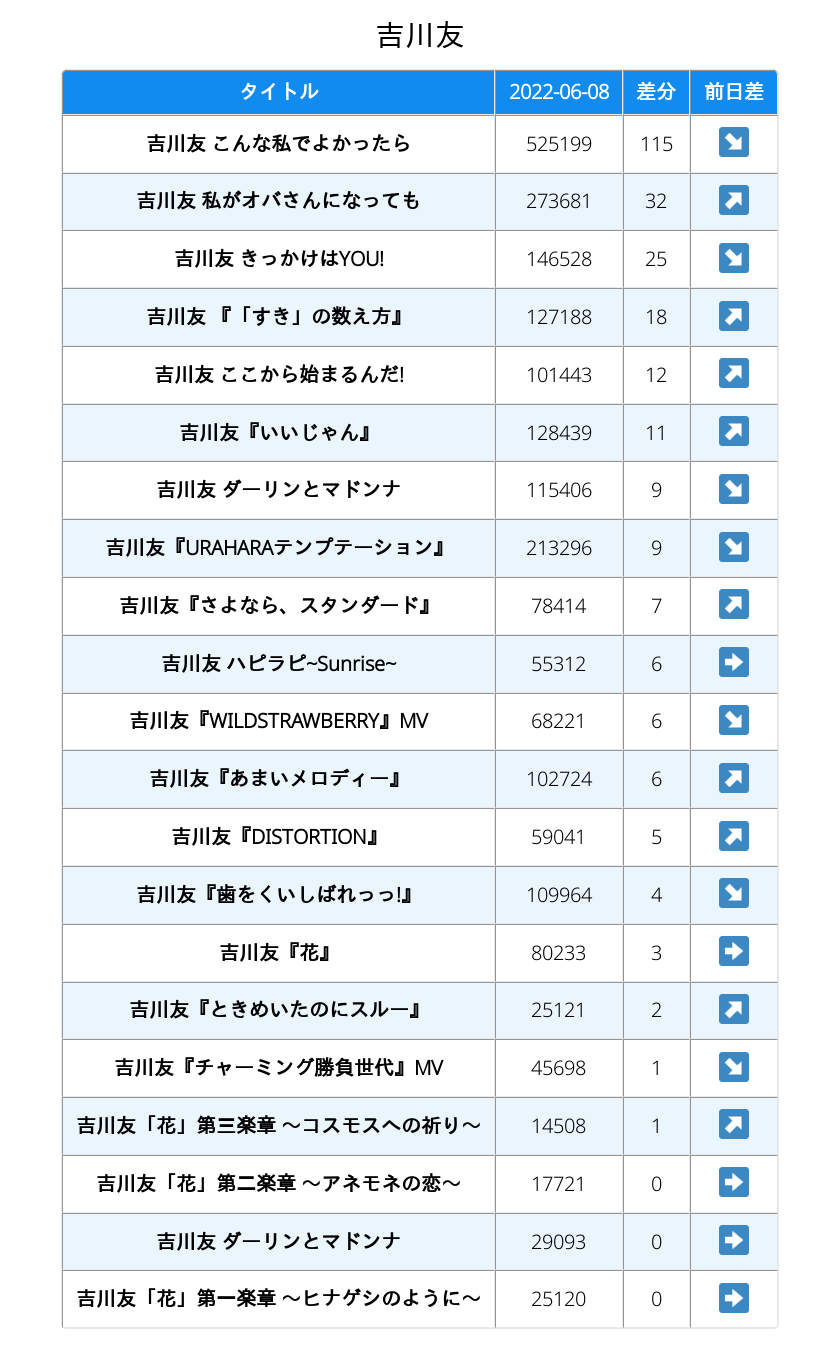 吉川友
タイトル 2022-06-08 差分 前日差
吉川友 こんな私でよかったら 525199 115 ↘
吉川友 私がオバさんになっても 273681 32 ↗
吉川友 きっかけはYOU! 146528 25 ↘
吉川友 『「すき」の数え方』 127188 18 ↗
吉川友 ここから始まるんだ! 101443 12 ↗
吉川友『いいじゃん』 128439 11 ↗
吉川友 ダーリンとマドンナ 115406 9 ↘
吉川友『URAHARAテンプテーション』 213296 9 ↘
吉川友『さよなら、スタンダード』 78414 7 ↗
吉川友 ハピラピ~Sunrise~ 55312 6 ➡
吉川友『WILDSTRAWBERRY』MV 68221 6 ↘
吉川友『あまいメロディー』 102724 6 ↗
吉川友『DISTORTION』 59041 5 ↗
吉川友『歯をくいしばれっっ!』 109964 4 ↘
吉川友『花』 80233 3 ➡
吉川友『ときめいたのにスルー』 25121 2 ↗
吉川友『チャーミング勝負世代』MV 45698 1 ↘
吉川友「花」第三楽章 〜コスモスへの祈り〜 14508 1 ↗
吉川友「花」第二楽章 〜アネモネの恋〜 17721 0 ➡
吉川友 ダーリンとマドンナ 29093 0 ➡
吉川友「花」第一楽章 〜ヒナゲシのように〜 25120 0 ➡